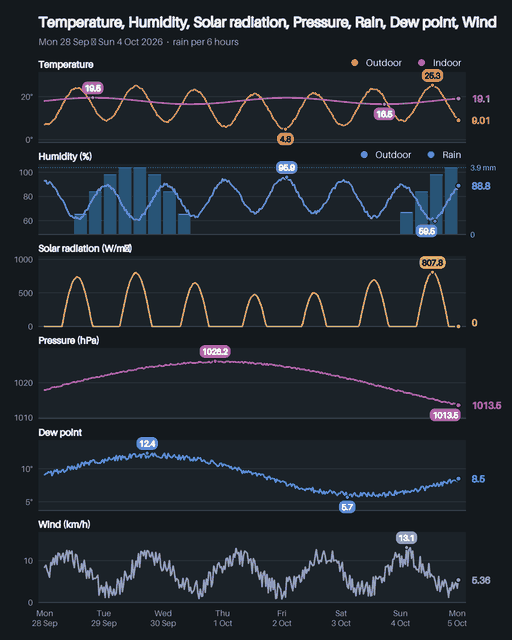 Temperature, Humidity, Solar radiation, Pressure, Rain, Dew point, Wind
Mon 28 Sep ▯ Sun 4 Oct 2026 · rain per 6 hours
Temperature
Outdoor Indoor
25.3
19.5
20°
19.1
16.5
9.01
0°
4.8
Humidity (%)
Outdoor Rain
3.9 mm
95.9
100
88.8
80
60
59.5
0
Solar radiation (W/m▯)
807.8
1000
500
0
0
Pressure (hPa)
1026.2
1020
1013.5
1013.5
1010
Dew point
12.4
10°
8.5
5°
5.7
Wind (km/h)
13.1
10
5.36
0
Mon Tue Wed Thu Fri Sat Sun Mon
28 Sep 29 Sep 30 Sep 1 Oct 2 Oct 3 Oct 4 Oct 5 Oct